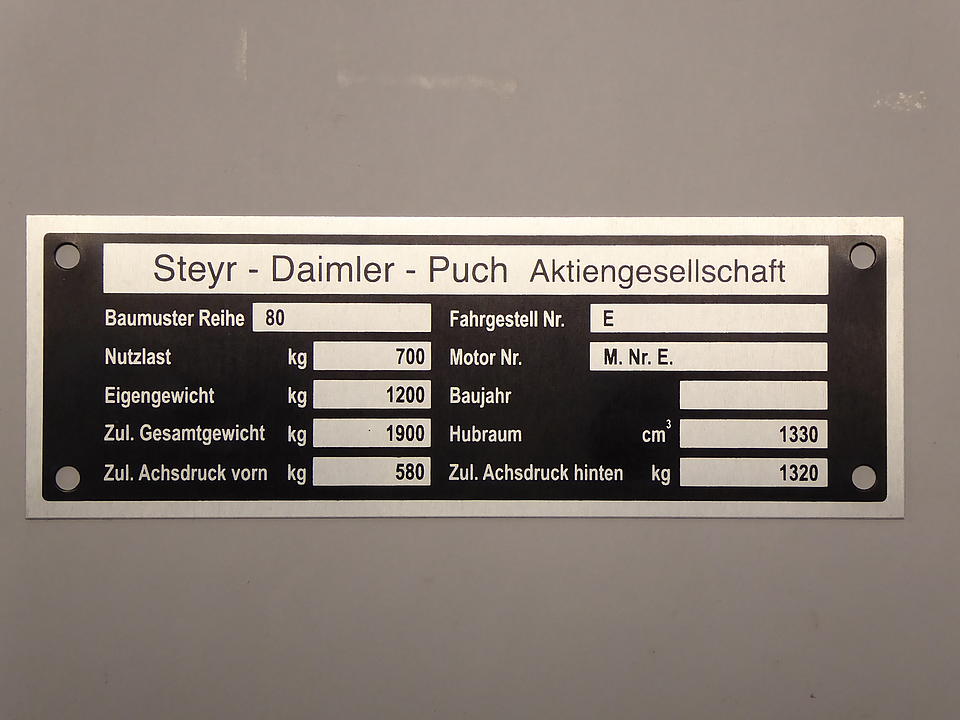 Steyr - Daimler - Puch Aktiengesellschaft
Baumuster Reihe 80 Fahrgestell Nr. E
Nutzlast kg 700 Motor Nr. M. Nr. E.
Eigengewicht kg 1200 Baujahr
Zul. Gesamtgewicht kg 1900 Hubraum cm³ 1330
Zul. Achsdruck vorn kg 580 Zul. Achsdruck hinten kg 1320